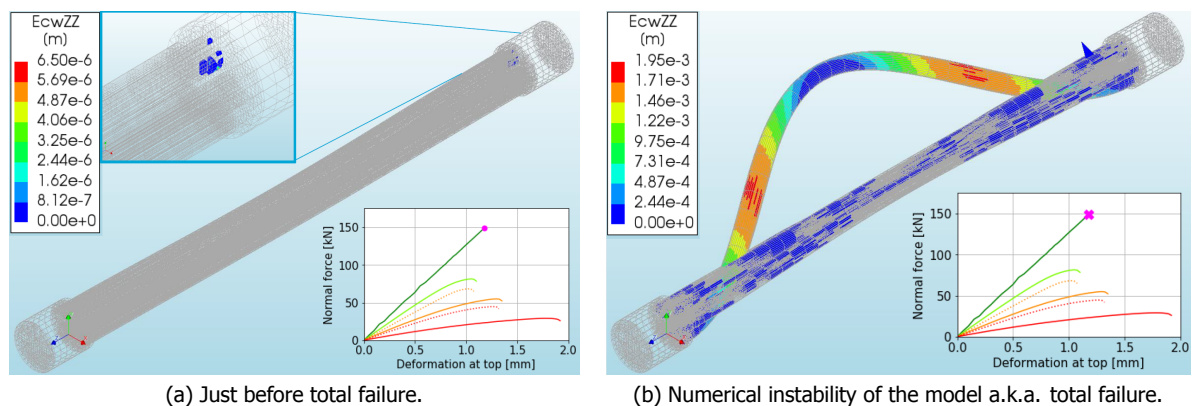 EcwZZ
(m)
6.50e-6
5.69e-6
4.87e-6
4.06e-6
3.25e-6
2.44e-6
1.62e-6
8.12e-7
0.00e+0
Normal force [kN]
150
100
50
0
0.0 0.5 1.0 1.5 2.0
Deformation at top [mm]
(a) Just before total failure.
EcwZZ
(m)
1.95e-3
1.71e-3
1.46e-3
1.22e-3
9.75e-4
7.31e-4
4.87e-4
2.44e-4
0.00e+0
Normal force [kN]
150
100
50
0
0.0 0.5 1.0 1.5 2.0
Deformation at top [mm]
(b) Numerical instability of the model a.k.a. total failure.